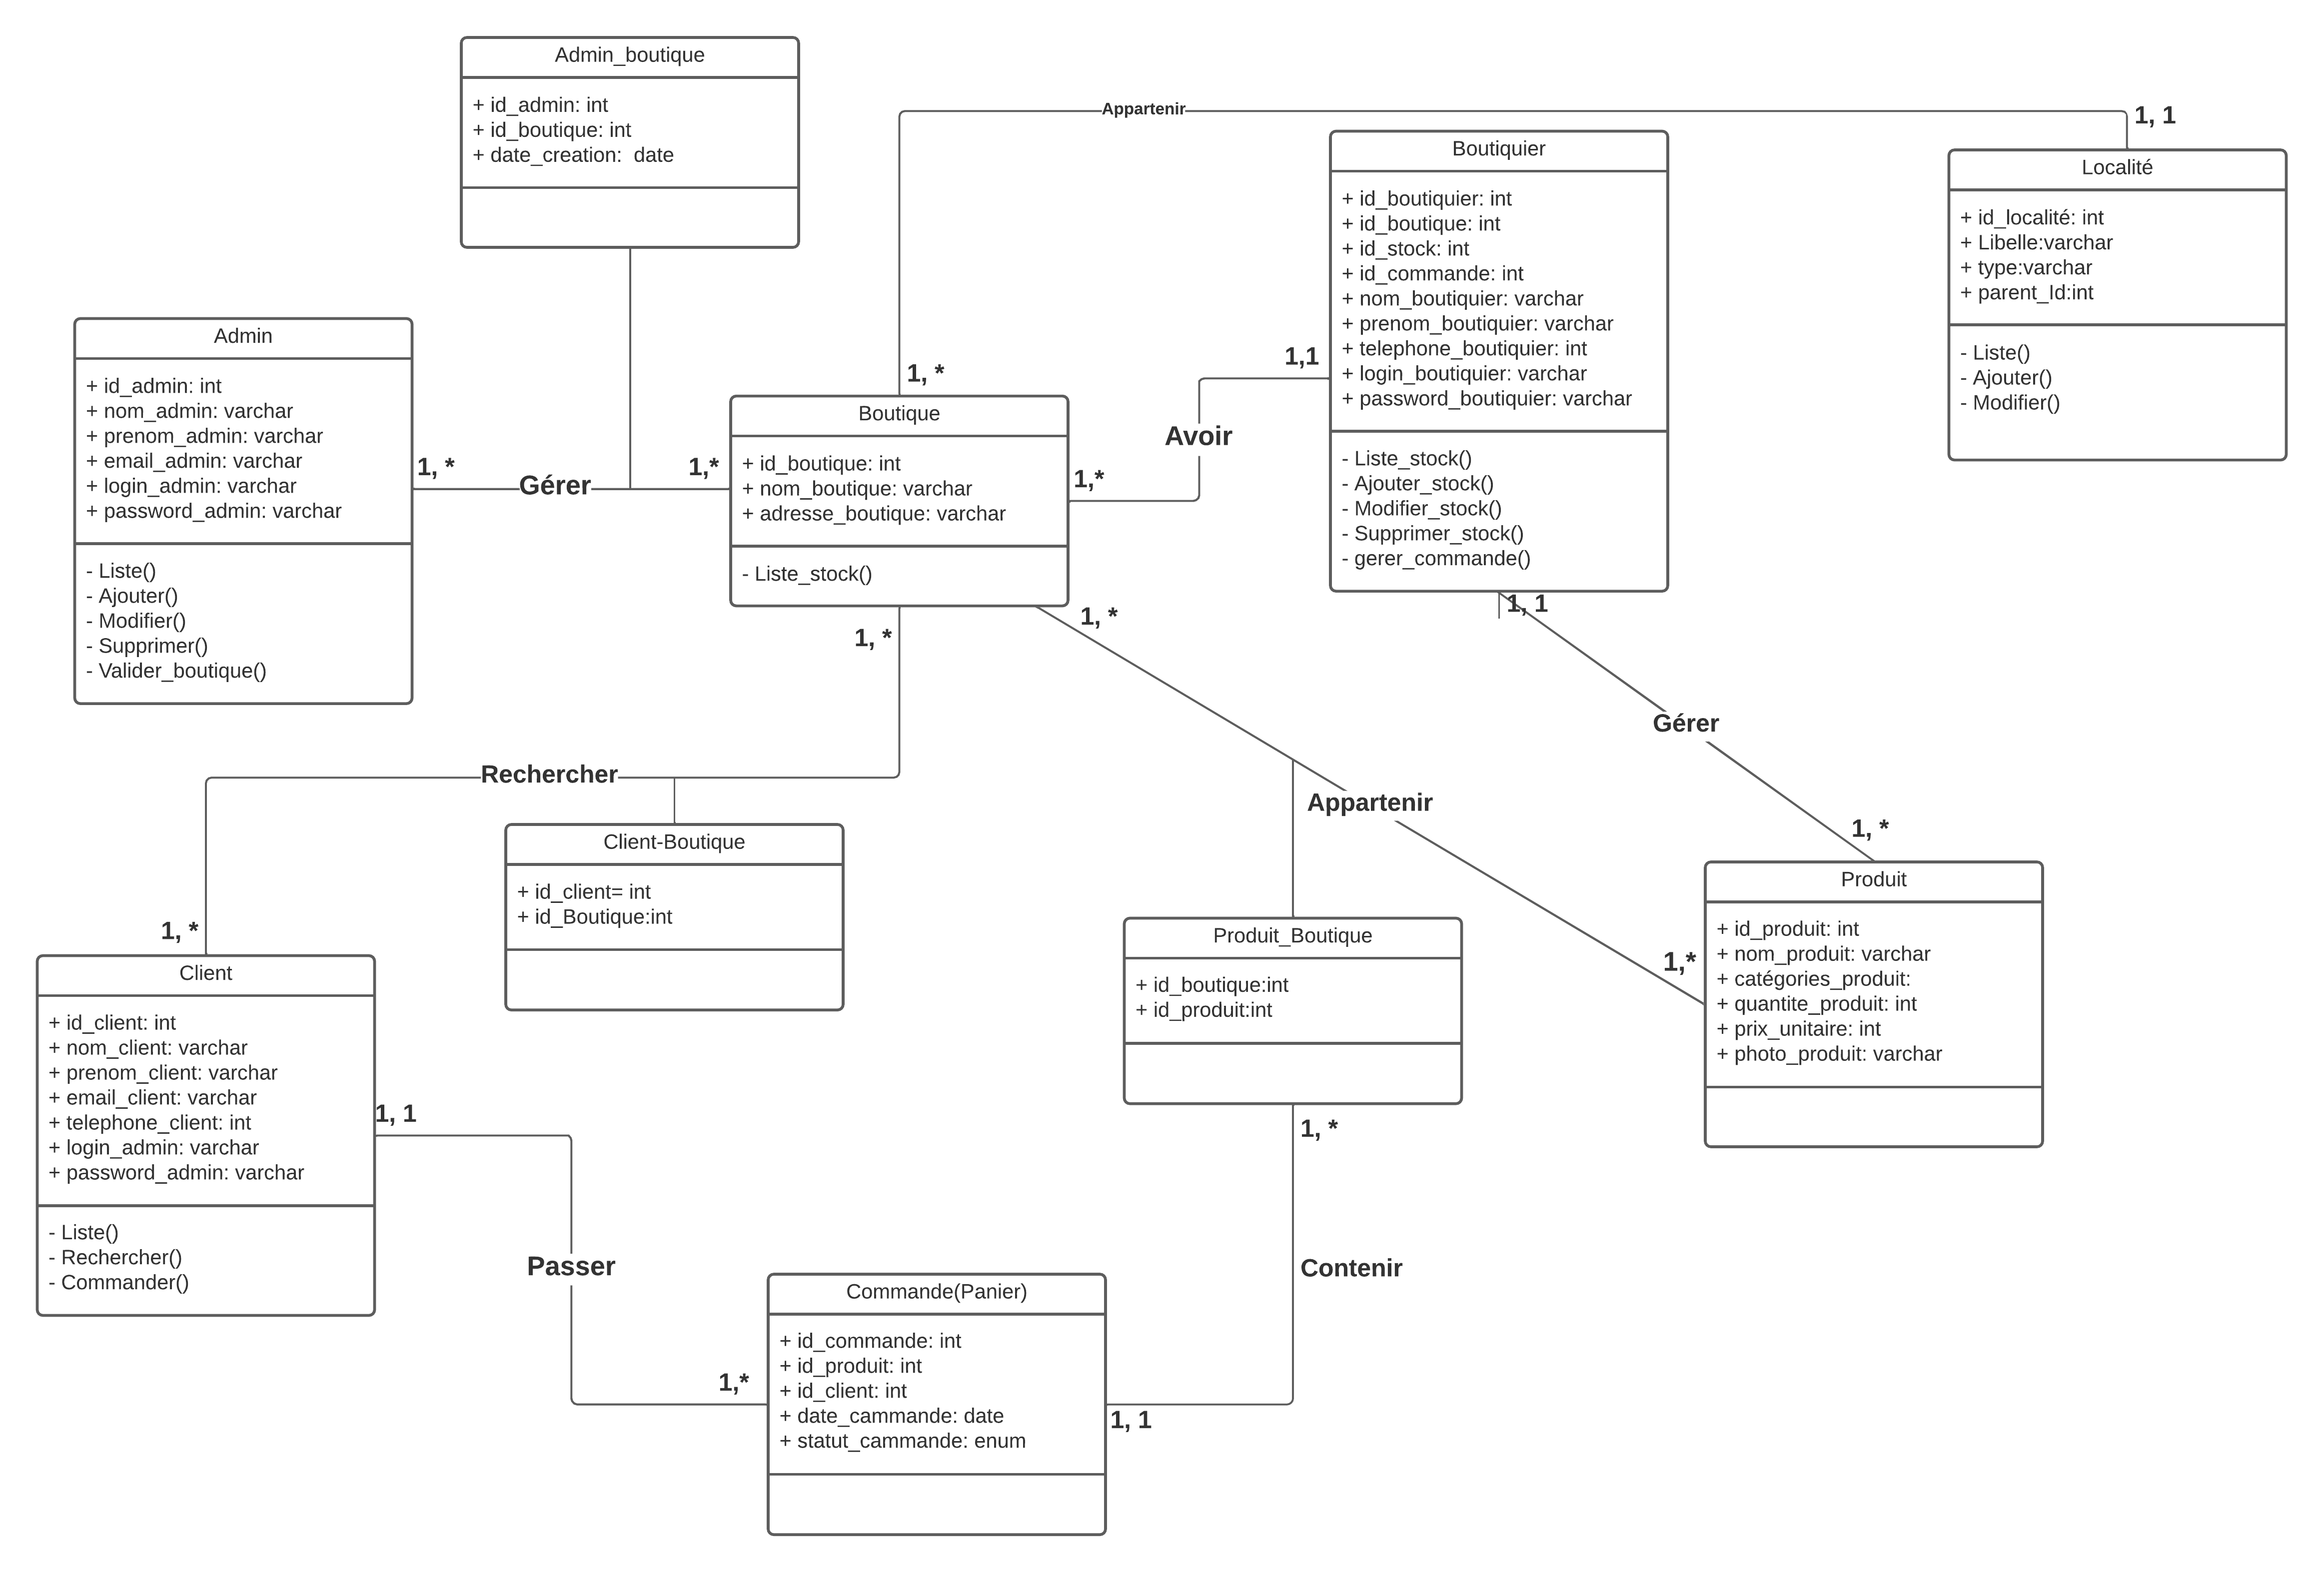 Admin_boutique
+ id_admin: int
+ id_boutique: int
+ date_creation:  date
Appartenir
1, 1
Boutiquier
+ id_boutiquier: int
+ id_boutique: int
+ id_stock: int
+ id_commande: int
+ nom_boutiquier: varchar
+ prenom_boutiquier: varchar
+ telephone_boutiquier: int
+ login_boutiquier: varchar
+ password_boutiquier: varchar
- Liste_stock()
- Ajouter_stock()
- Modifier_stock()
- Supprimer_stock()
- gerer_commande()
Localité
+ id_localité: int
+ Libelle:varchar
+ type:varchar
+ parent_Id:int
- Liste()
- Ajouter()
- Modifier()
Admin
+ id_admin: int
+ nom_admin: varchar
+ prenom_admin: varchar
+ email_admin: varchar
+ login_admin: varchar
+ password_admin: varchar
- Liste()
- Ajouter()
- Modifier()
- Supprimer()
- Valider_boutique()
1, *
Gérer
1,*
1, *
Boutique
+ id_boutique: int
+ nom_boutique: varchar
+ adresse_boutique: varchar
- Liste_stock()
1,1
Avoir
1,*
1, *
1, *
1, 1
Gérer
1, *
Rechercher
Appartenir
Client-Boutique
+ id_client= int
+ id_Boutique:int
1, *
Client
+ id_client: int
+ nom_client: varchar
+ prenom_client: varchar
+ email_client: varchar
+ telephone_client: int
+ login_admin: varchar
+ password_admin: varchar
- Liste()
- Rechercher()
- Commander()
Produit_Boutique
+ id_boutique:int
+ id_produit:int
1,*
Produit
+ id_produit: int
+ nom_produit: varchar
+ catégories_produit:
+ quantite_produit: int
+ prix_unitaire: int
+ photo_produit: varchar
1, 1
1, *
Passer
Contenir
Commande(Panier)
+ id_commande: int
+ id_produit: int
+ id_client: int
+ date_cammande: date
+ statut_cammande: enum
1,*
1, 1